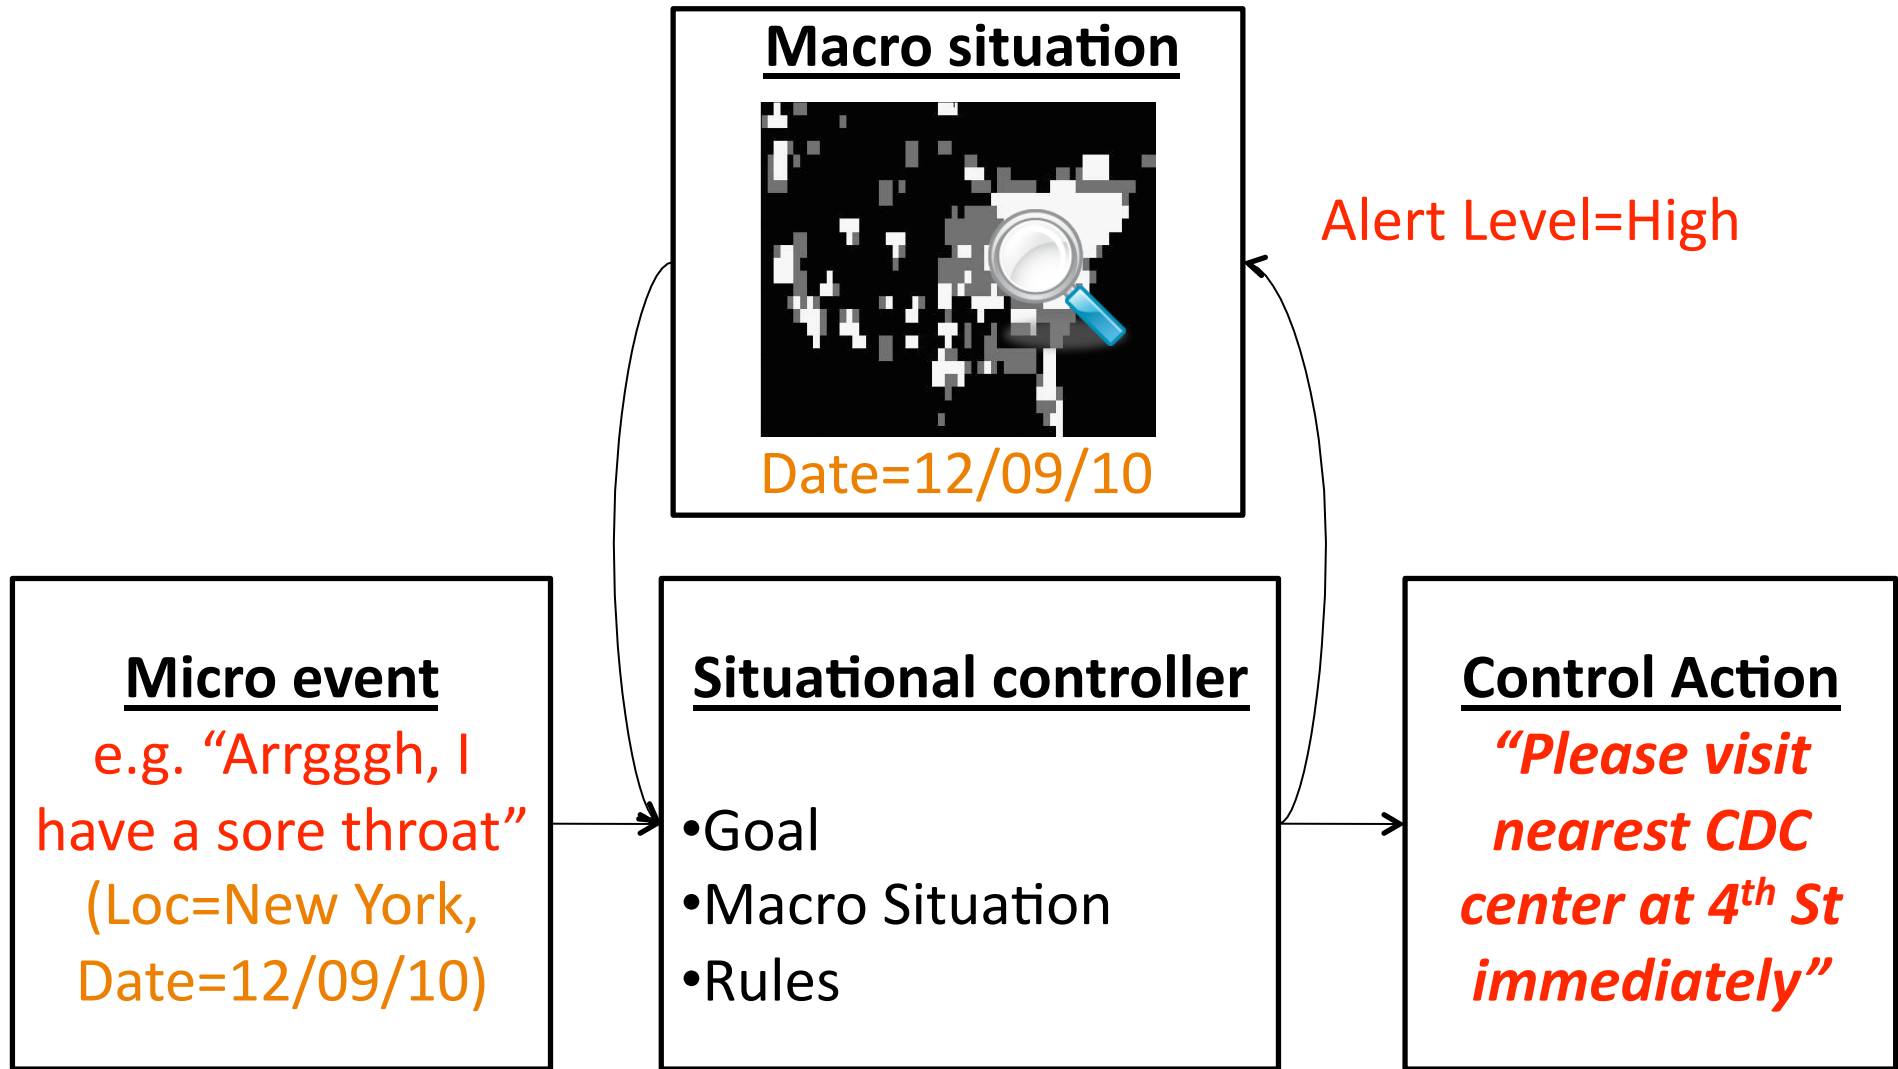 Macro situation
Date=12/09/10
Alert Level=High
Micro event
e.g. “Arrgggh, I
have a sore throat”
(Loc=New York,
Date=12/09/10)
Situational controller
•Goal
•Macro Situation
•Rules
Control Action
“Please visit
nearest CDC
center at 4th St
immediately”